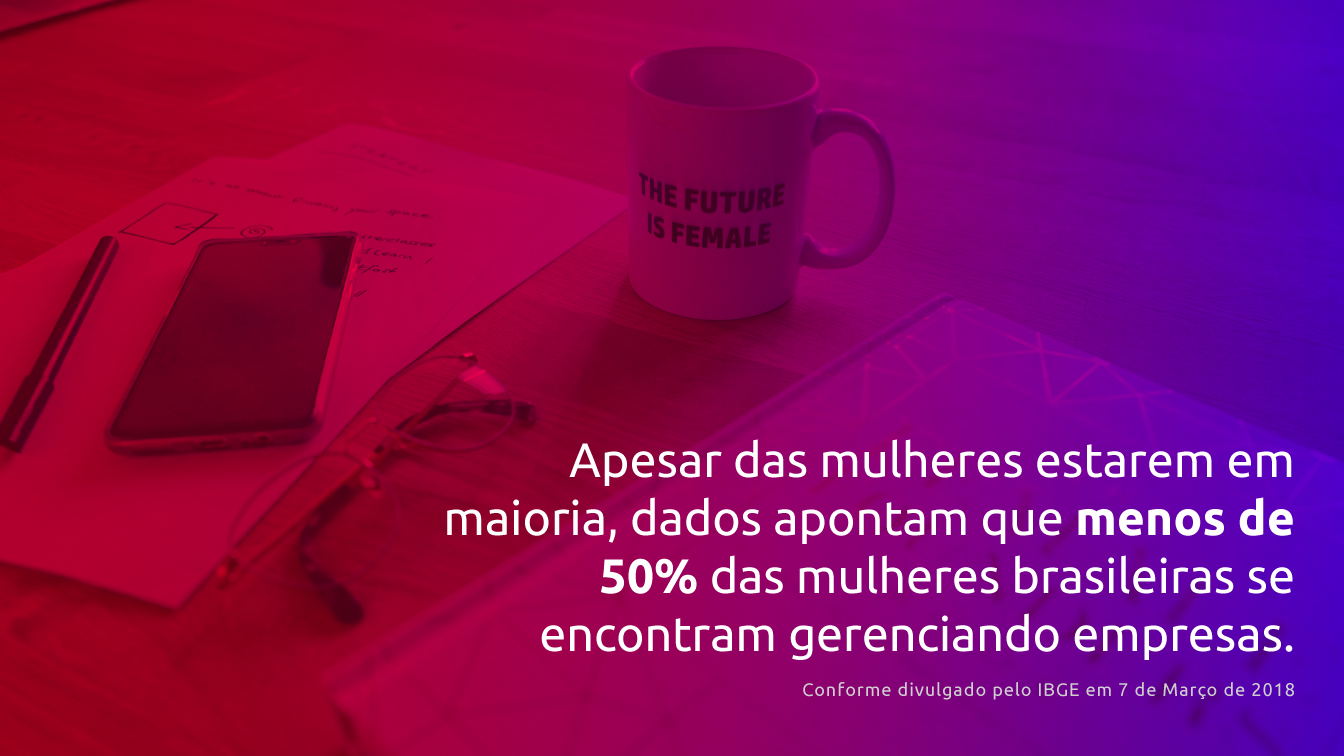 THE FUTURE
IS FEMALE
Apesar das mulheres estarem em
maioria, dados apontam que menos de
50% das mulheres brasileiras se
encontram gerenciando empresas.
Conforme divulgado pelo IBGE em 7 de Março de 2018